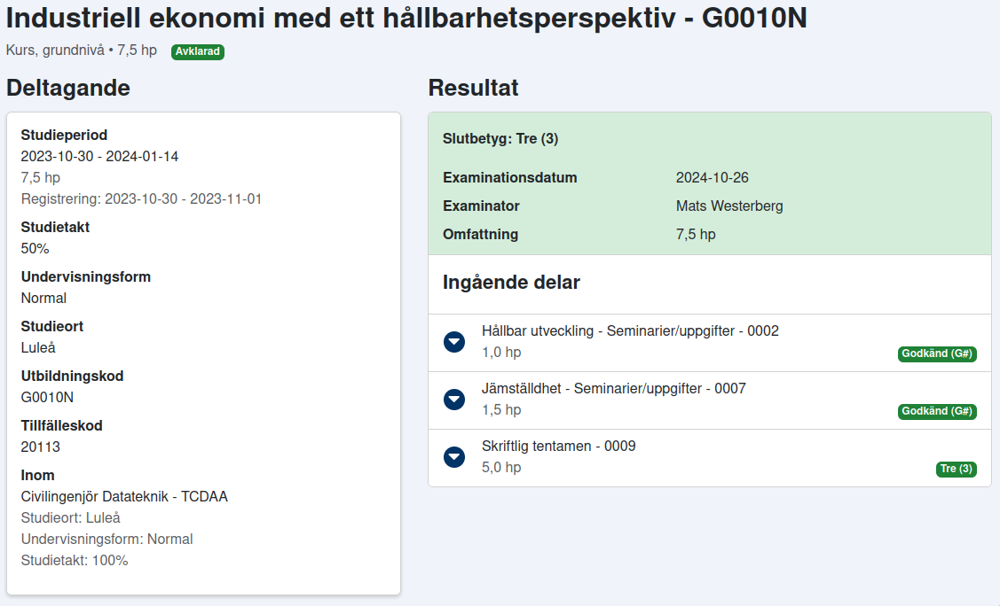 Industriell ekonomi med ett hållbarhetsperspektiv - G0010N
Kurs, grundnivå • 7,5 hp Avklarad
Deltagande
Studieperiod
2023-10-30 - 2024-01-14
7,5 hp
Registrering: 2023-10-30 - 2023-11-01
Studietakt
50%
Undervisningsform
Normal
Studieort
Luleå
Utbildningskod
G0010N
Tillfälleskod
20113
Inom
Civilingenjör Datateknik - TCDAA
Studieort: Luleå
Undervisningsform: Normal
Studietakt: 100%
Resultat
Slutbetyg: Tre (3)
Examinationsdatum 2024-10-26
Examinator Mats Westerberg
Omfattning 7,5 hp
Ingående delar
Hållbar utveckling - Seminarier/uppgifter - 0002
1,0 hp Godkänd (G#)
Jämställdhet - Seminarier/uppgifter - 0007
1,5 hp Godkänd (G#)
Skriftlig tentamen - 0009
5,0 hp Tre (3)